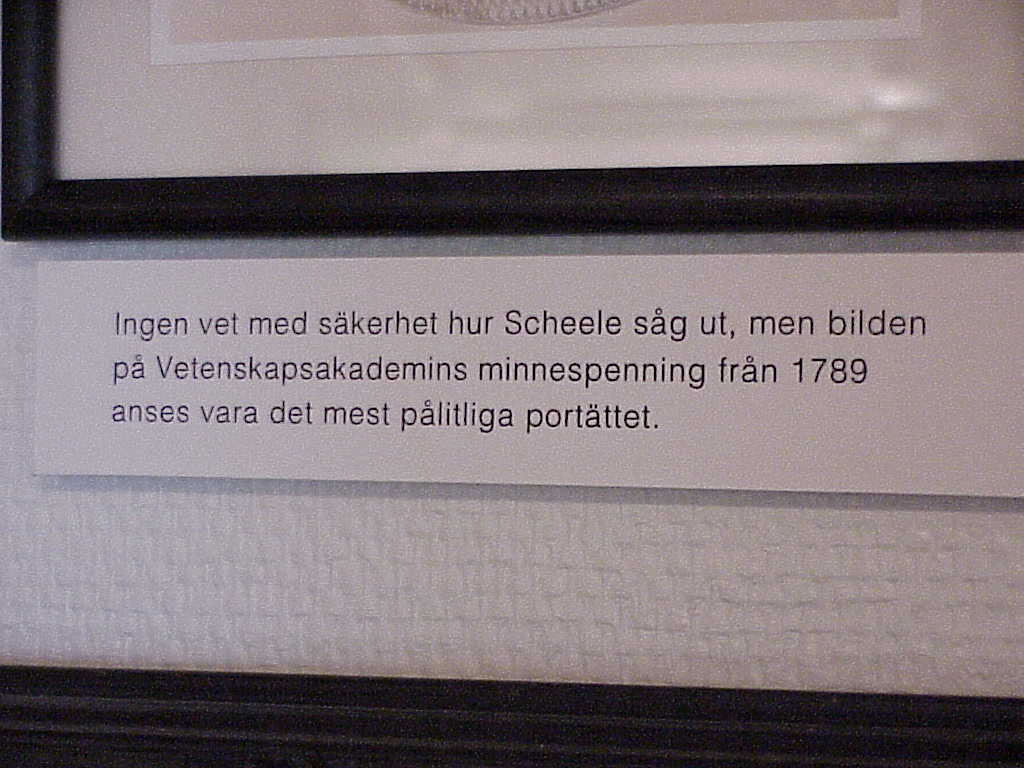 Ingen vet med säkerhet hur Scheele såg ut, men bilden
på Vetenskapsakademins minnespenning från 1789
anses vara det mest pålitliga portättet.